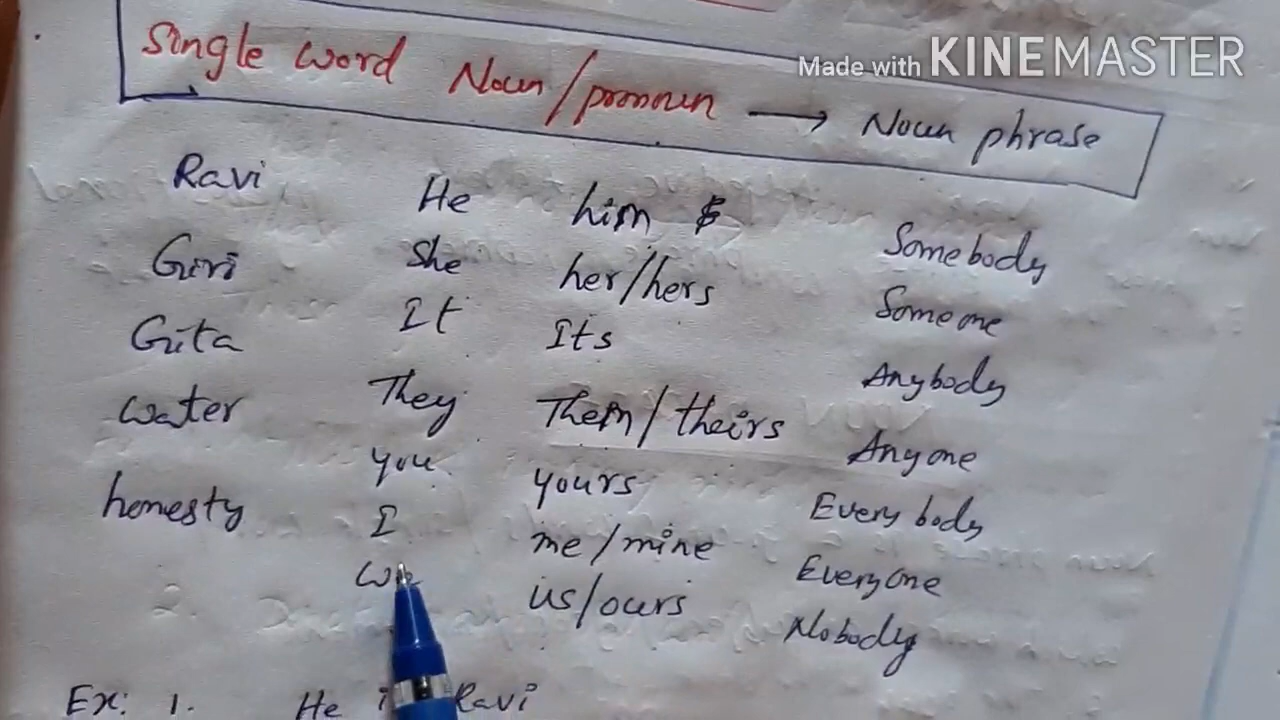 Made with KINEMASTER
Single word Noun/pronoun → Noun phrase
Ravi He him Somebody
Giri She her/hers Someone
Gita It Its Anybody
water They Them/theirs Anyone
honesty you yours Everybody
I me/mine Everyone
We us/ours Nobody
Ex: 1. He is Ravi